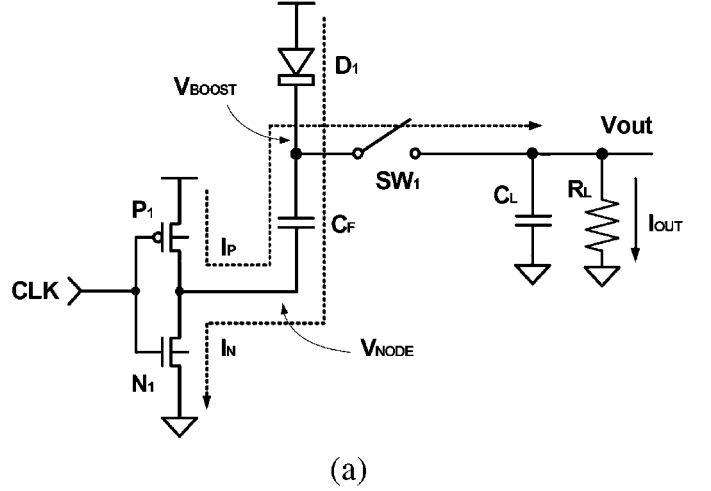 D1
VBOOST
Vout
SW1
P1
CL
RL
IOUT
IP
CF
CLK
IN
VNODE
N1
(a)